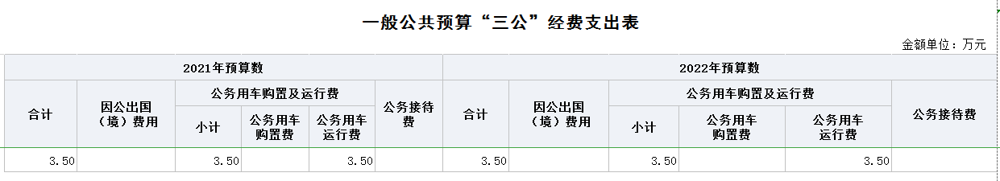 一般公共预算“三公”经费支出表
金额单位：万元
2021年预算数 2022年预算数
合计 因公出国（境）费用 公务用车购置及运行费 公务接待费 合计 因公出国（境）费用 公务用车购置及运行费 公务接待费
小计 公务用车购置费 公务用车运行费 小计 公务用车购置费 公务用车运行费
3.50 3.50 3.50 3.50 3.50 3.50